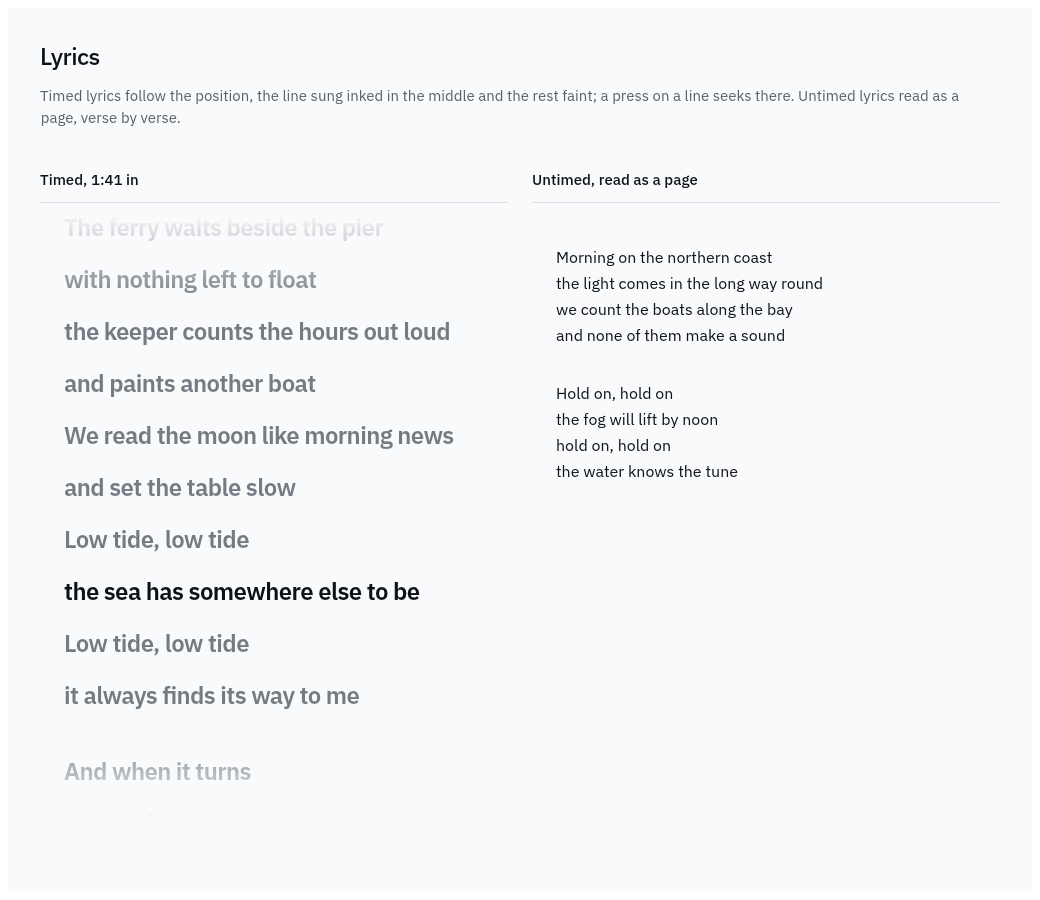 Lyrics
Timed lyrics follow the position, the line sung inked in the middle and the rest faint; a press on a line seeks there. Untimed lyrics read as a
page, verse by verse.
Timed, 1:41 in
The ferry waits beside the pier
with nothing left to float
the keeper counts the hours out loud
and paints another boat
We read the moon like morning news
and set the table slow
Low tide, low tide
the sea has somewhere else to be
Low tide, low tide
it always finds its way to me
And when it turns
Untimed, read as a page
Morning on the northern coast
the light comes in the long way round
we count the boats along the bay
and none of them make a sound
Hold on, hold on
the fog will lift by noon
hold on, hold on
the water knows the tune